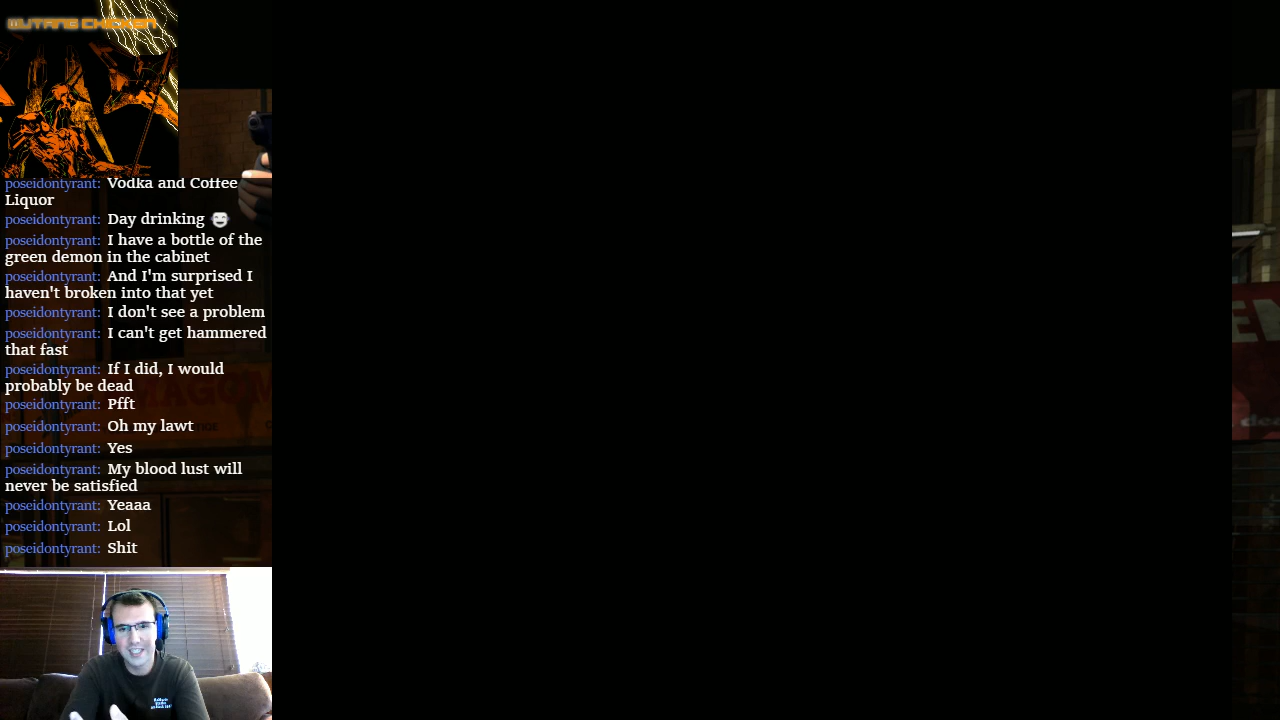 WUTANG CHICKEN
poseidontyrant: Vodka and Coffee
Liquor
poseidontyrant: Day drinking
poseidontyrant: I have a bottle of the
green demon in the cabinet
poseidontyrant: And I'm surprised I
haven't broken into that yet
poseidontyrant: I don't see a problem
poseidontyrant: I can't get hammered
that fast
poseidontyrant: If I did, I would
probably be dead
poseidontyrant: Pfft
poseidontyrant: Oh my lawt
poseidontyrant: Yes
poseidontyrant: My blood lust will
never be satisfied
poseidontyrant: Yeaaa
poseidontyrant: Lol
poseidontyrant: Shit